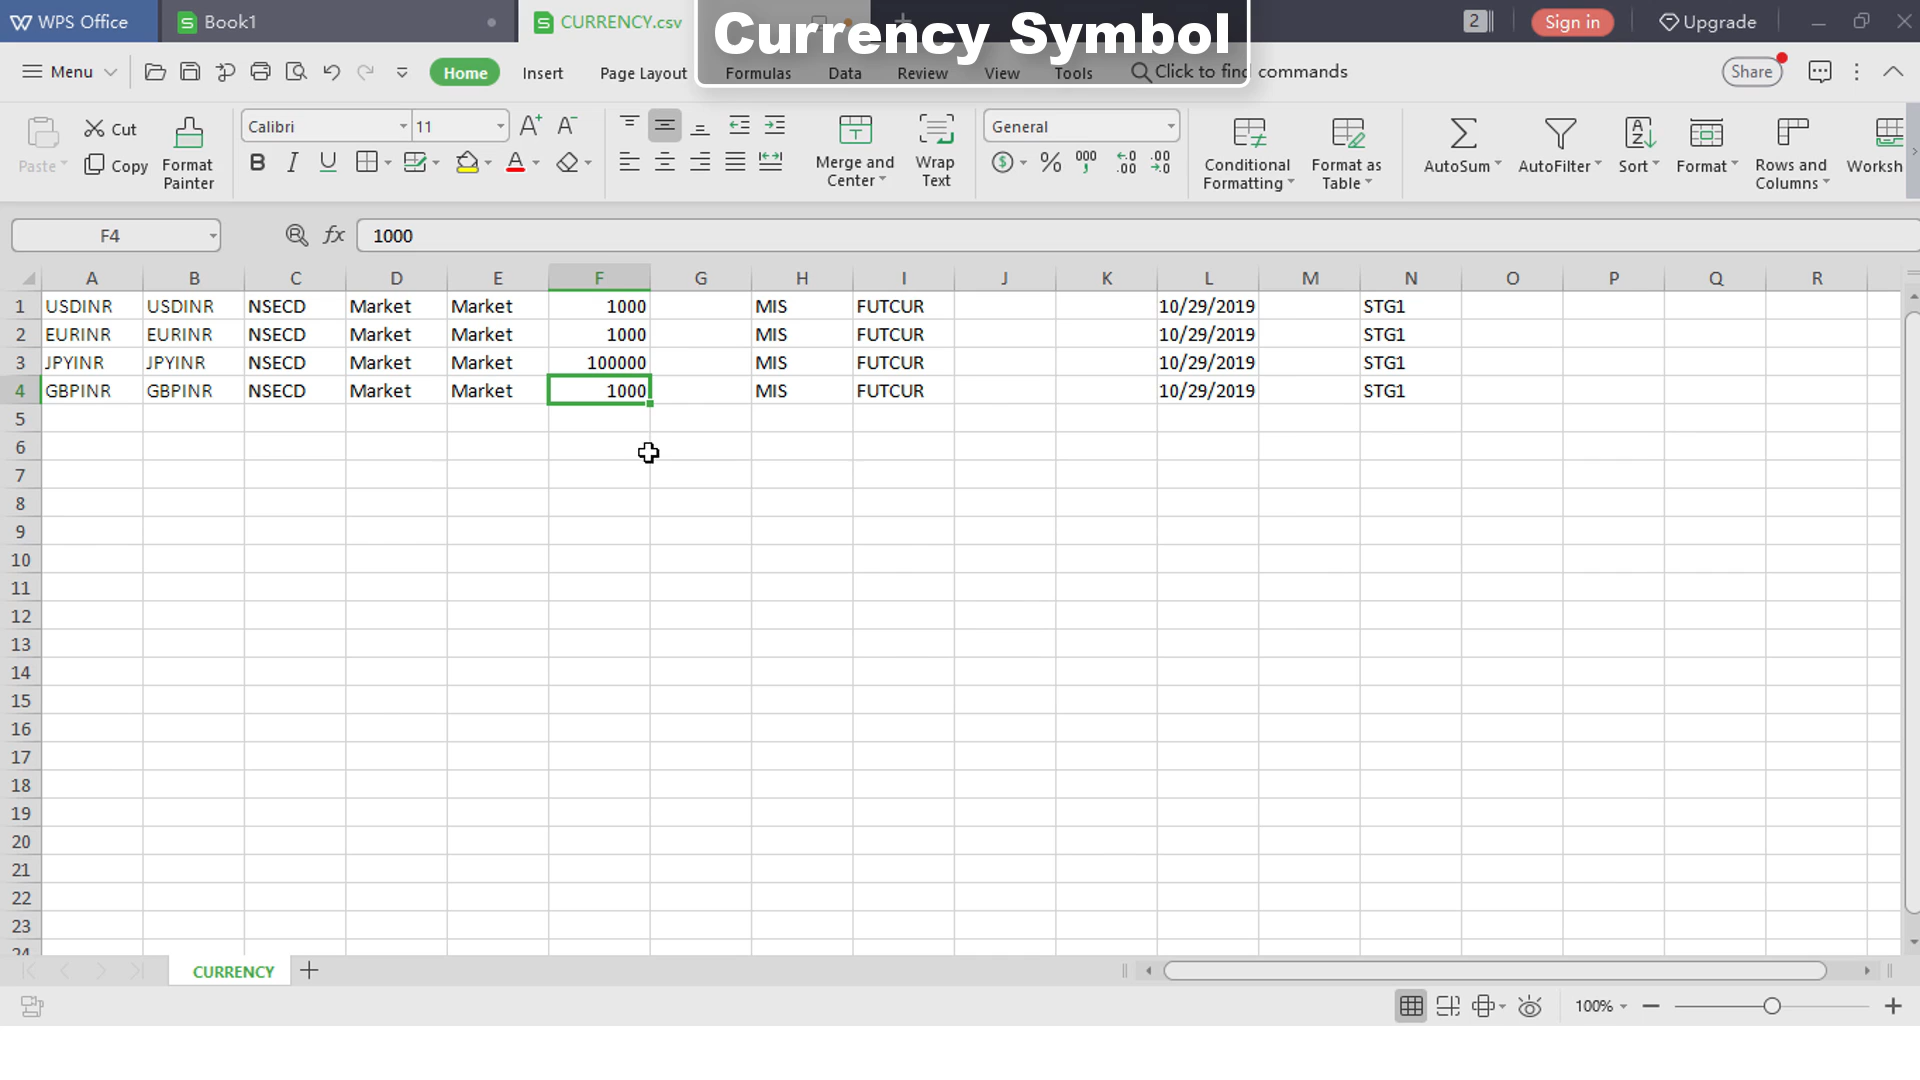 WPS Office Book1 CURRENCY.csv Currency Symbol 2 Sign in Upgrade
Menu Home Insert Page Layout Formulas Data Review View Tools Click to find commands Share
Paste Cut Copy Format Painter Calibri 11 A+ A- Merge and Center Wrap Text General Conditional Formatting Format as Table AutoSum AutoFilter Sort Format Rows and Columns Worksh
B I U A $ % 000 .00 .00
F4 fx 1000
A B C D E F G H I J K L M N O P Q R
1 USDINR USDINR NSECD Market Market 1000 MIS FUTCUR 10/29/2019 STG1
2 EURINR EURINR NSECD Market Market 1000 MIS FUTCUR 10/29/2019 STG1
3 JPYINR JPYINR NSECD Market Market 100000 MIS FUTCUR 10/29/2019 STG1
4 GBPINR GBPINR NSECD Market Market 1000 MIS FUTCUR 10/29/2019 STG1
5
6
7
8
9
10
11
12
13
14
15
16
17
18
19
20
21
22
23
24
CURRENCY
100%